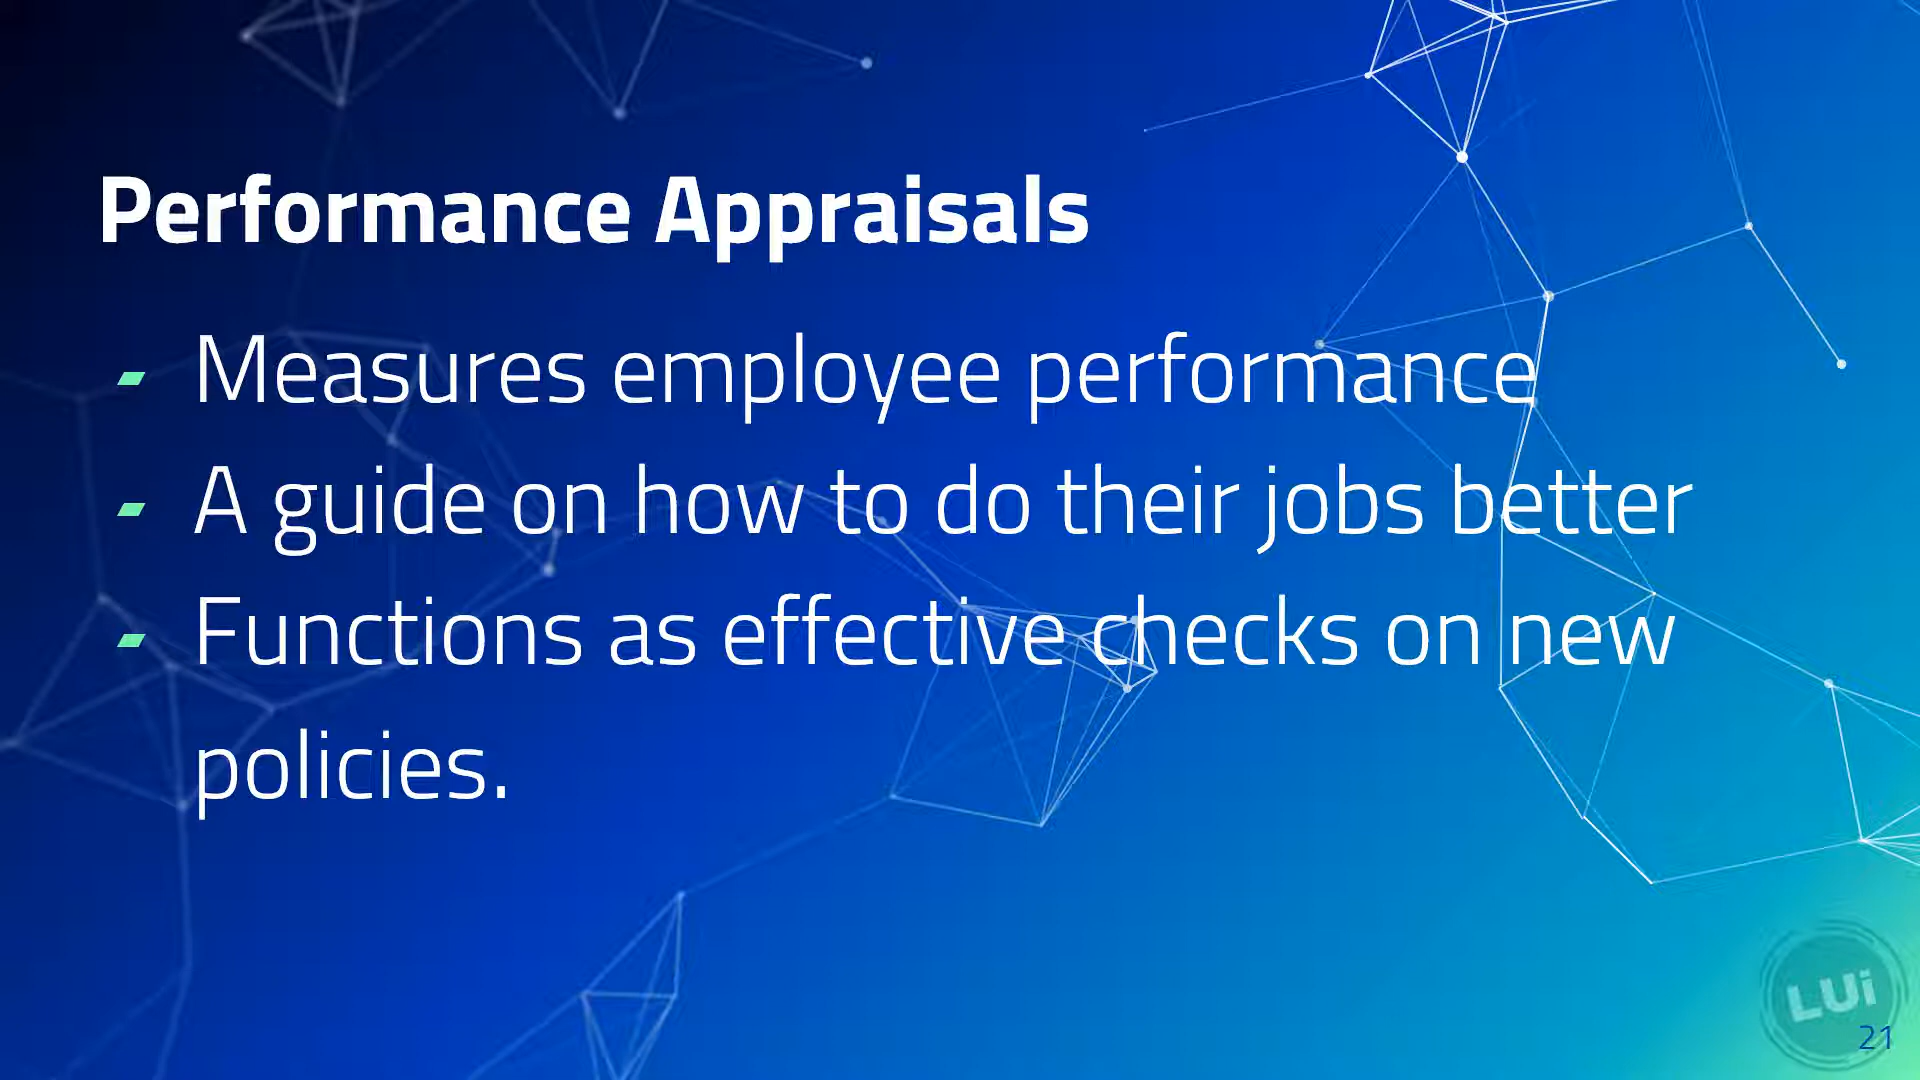 Performance Appraisals
- Measures employee performance
- A guide on how to do their jobs better
- Functions as effective checks on new
policies.
LUi
21